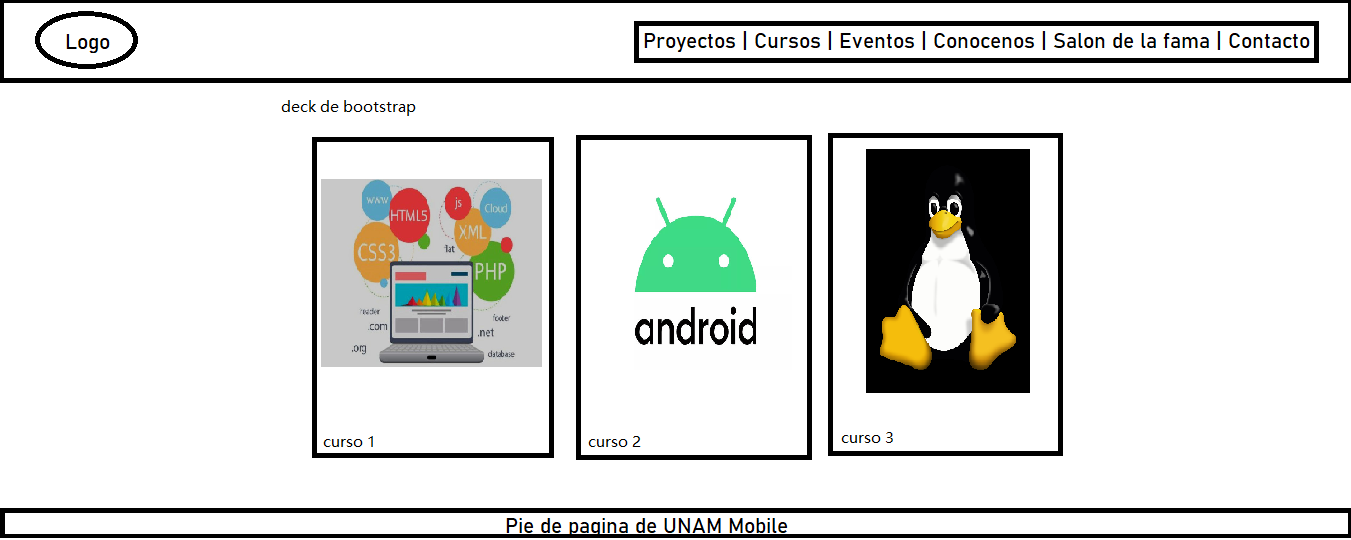 Logo
Proyectos | Cursos | Eventos | Conocenos | Salon de la fama | Contacto
deck de bootstrap
www
HTML5
js
Cloud
CSS3
XML
flat
PHP
header
.com
footer
.net
.org
database
android
curso 1
curso 2
curso 3
Pie de pagina de UNAM Mobile